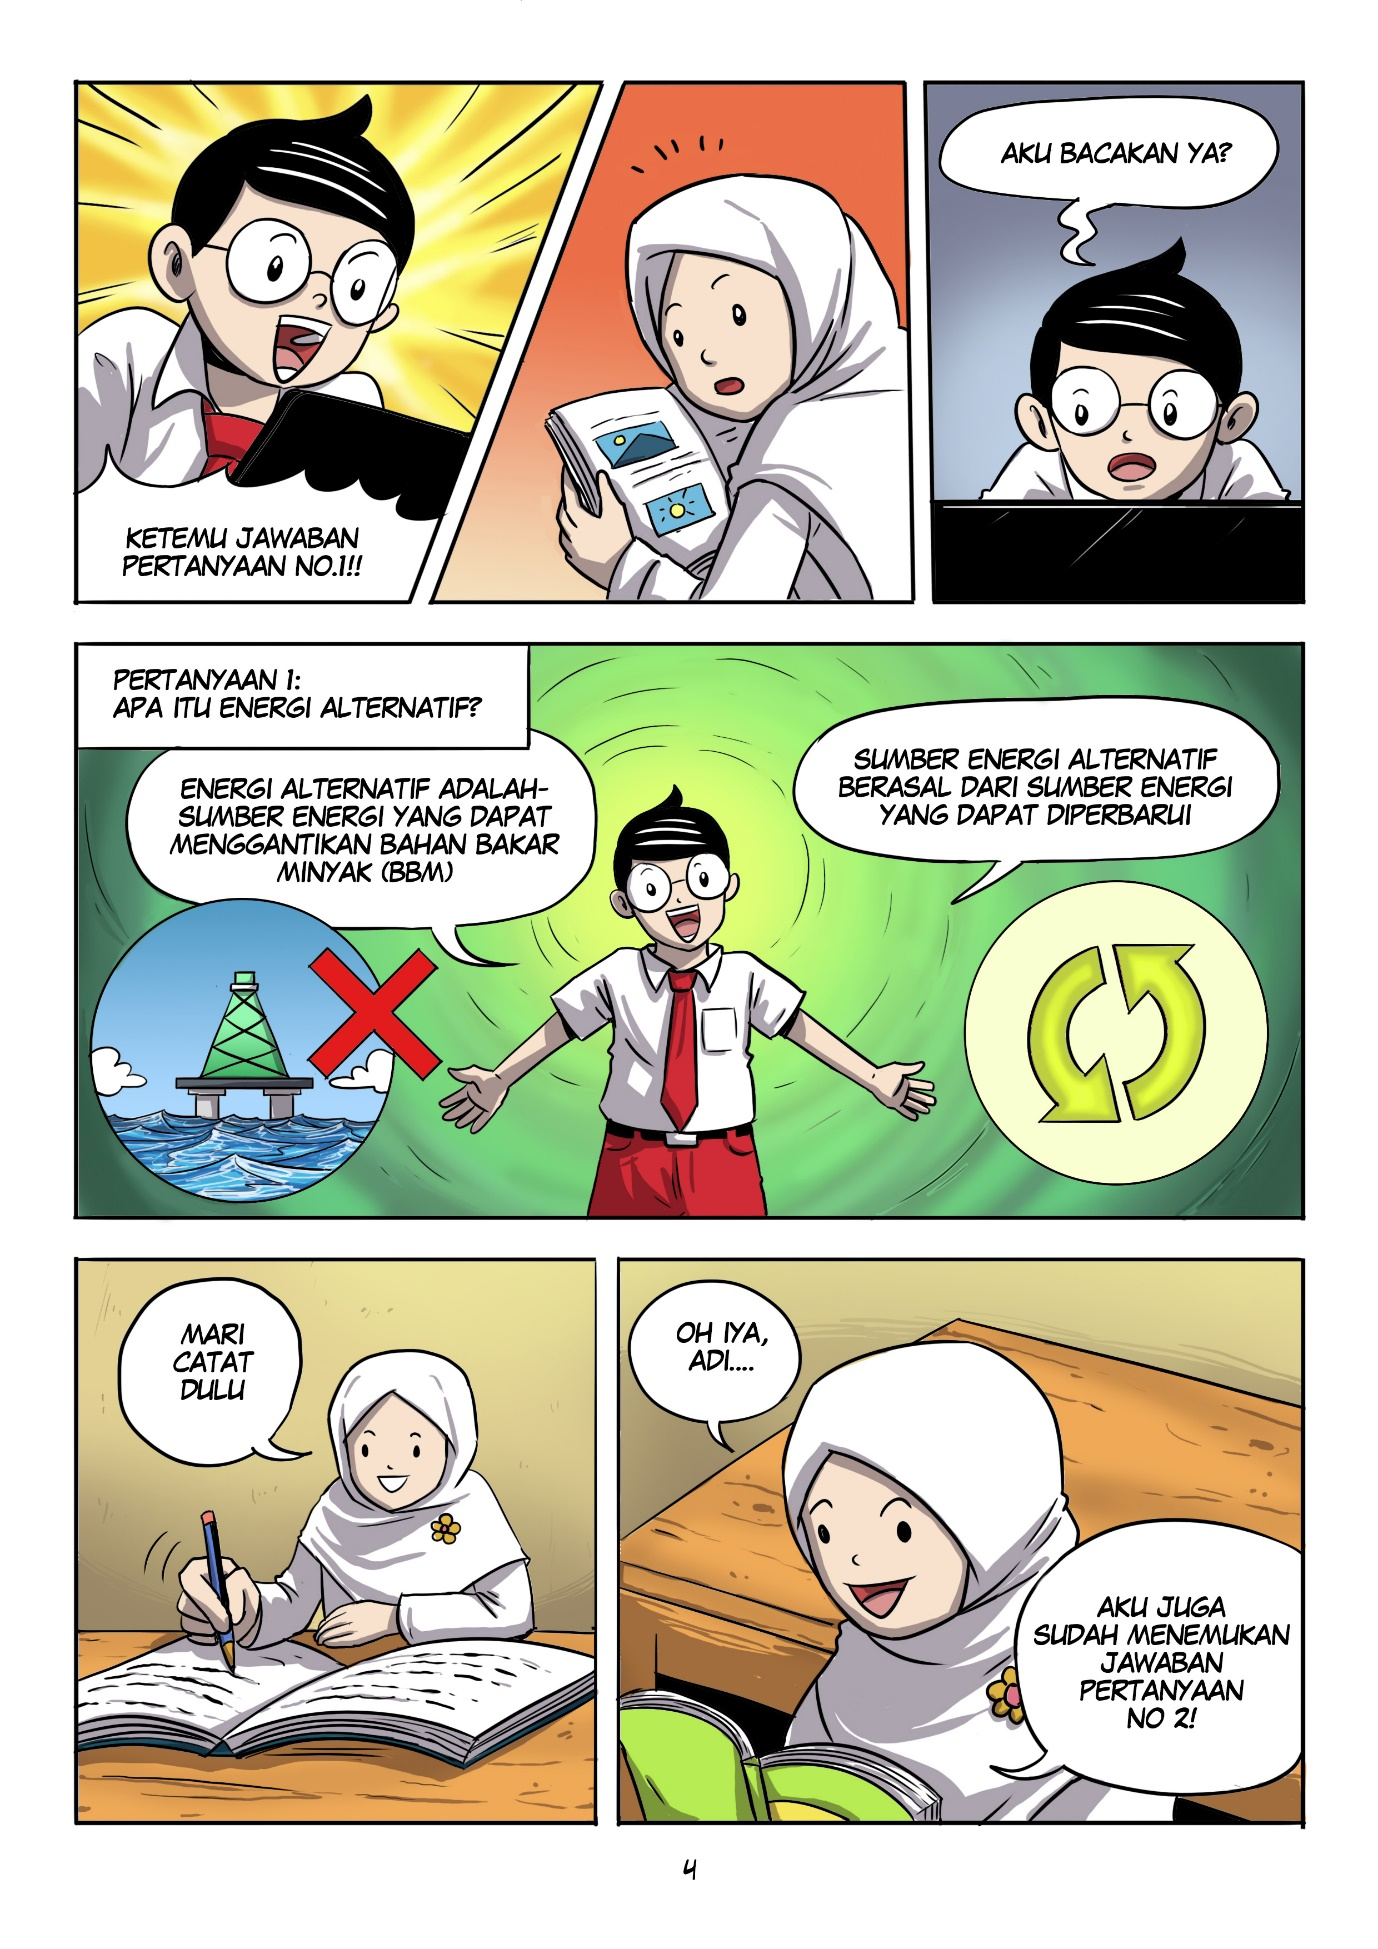 KETEMU JAWABAN
PERTANYAAN NO.1!!
AKU BACAKAN YA?
PERTANYAAN 1:
APA ITU ENERGI ALTERNATIF?
ENERGI ALTERNATIF ADALAH-
SUMBER ENERGI YANG DAPAT
MENGGANTIKAN BAHAN BAKAR
MINYAK (BBM)
SUMBER ENERGI ALTERNATIF
BERASAL DARI SUMBER ENERGI
YANG DAPAT DIPERBARUI
MARI
CATAT
DULU
OH IYA,
ADI....
AKU JUGA
SUDAH MENEMUKAN
JAWABAN
PERTANYAAN
NO 2!
4